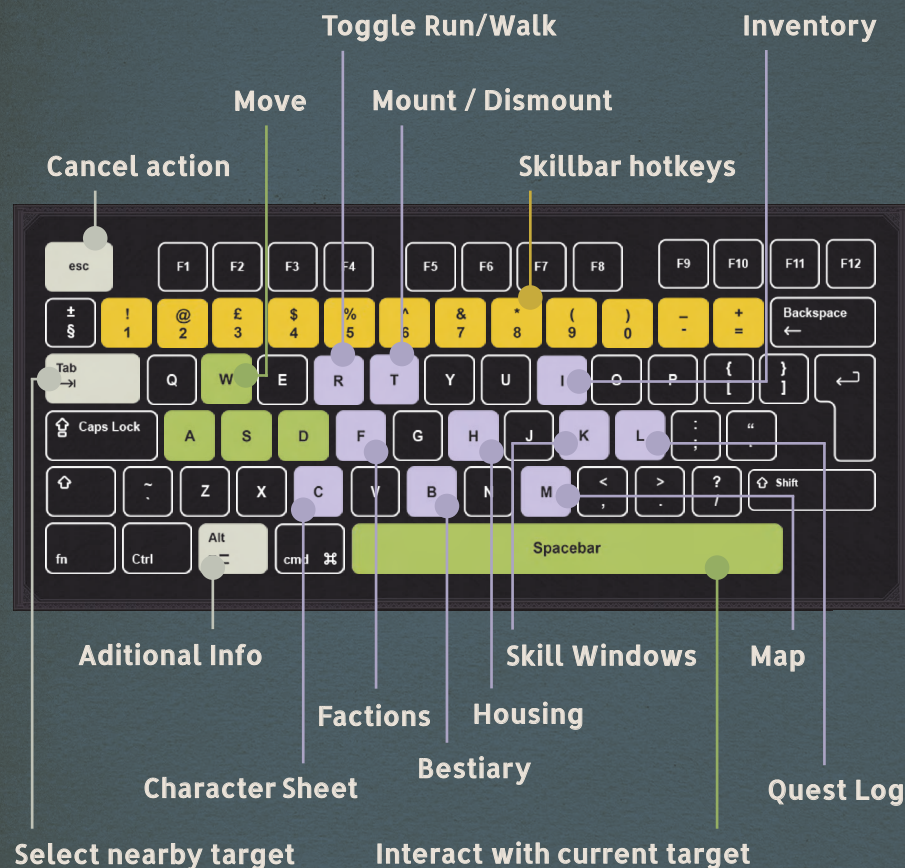 Toggle Run/Walk
Inventory
Move
Mount / Dismount
Cancel action
Skillbar hotkeys
esc
F1
F2
F3
F4
F5
F6
F7
F8
F9
F10
F11
F12
± §
! 1
@ 2
£ 3
$ 4
% 5
^ 6
& 7
* 8
( 9
) 0
_ -
+ =
Backspace
Tab
Q
W
E
R
T
Y
U
I
O
P
{ [
} ]
Caps Lock
A
S
D
F
G
H
J
K
L
: ;
“ .
~ `
Z
X
C
V
B
N
M
< ,
> .
? /
Shift
fn
Ctrl
Alt
cmd ⌘
Spacebar
Aditional Info
Skill Windows
Map
Factions
Housing
Bestiary
Character Sheet
Quest Log
Select nearby target
Interact with current target